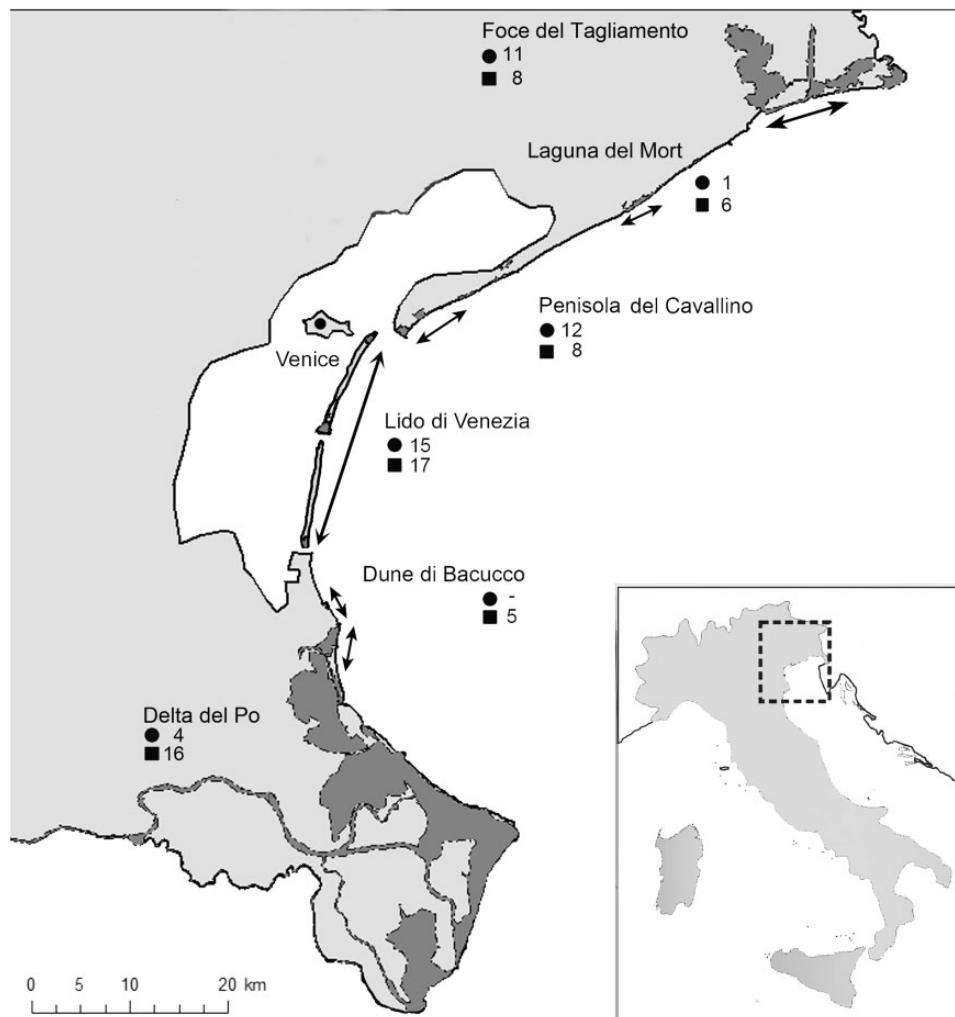 Foce del Tagliamento
11
8
Laguna del Mort
1
6
Penisola del Cavallino
12
8
Venice
Lido di Venezia
15
17
Dune di Bacucco
-
5
Delta del Po
4
16
0 5 10 20 km